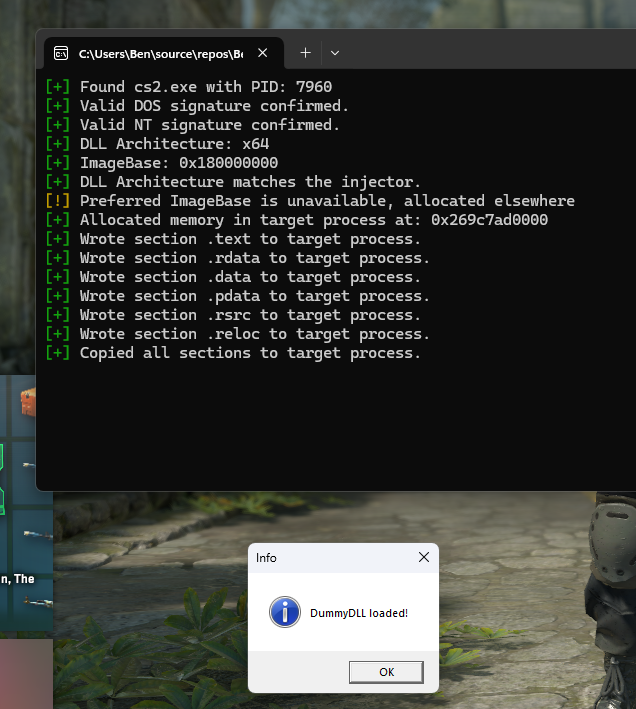 C:\Users\Ben\source\repos\Be
[+] Found cs2.exe with PID: 7960
[+] Valid DOS signature confirmed.
[+] Valid NT signature confirmed.
[+] DLL Architecture: x64
[+] ImageBase: 0x180000000
[+] DLL Architecture matches the injector.
[!] Preferred ImageBase is unavailable, allocated elsewhere
[+] Allocated memory in target process at: 0x269c7ad0000
[+] Wrote section .text to target process.
[+] Wrote section .rdata to target process.
[+] Wrote section .data to target process.
[+] Wrote section .pdata to target process.
[+] Wrote section .rsrc to target process.
[+] Wrote section .reloc to target process.
[+] Copied all sections to target process.
n, The
Info
DummyDLL loaded!
OK